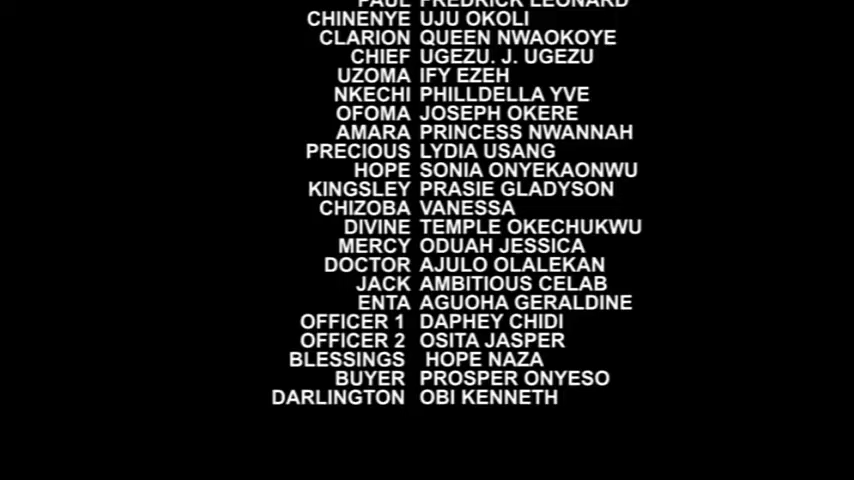 PAUL FREDRICK LEONARD
CHINENYE UJU OKOLI
CLARION QUEEN NWAOKOYE
CHIEF UGEZU. J. UGEZU
UZOMA IFY EZEH
NKECHI PHILLDELLA YVE
OFOMA JOSEPH OKERE
AMARA PRINCESS NWANNAH
PRECIOUS LYDIA USANG
HOPE SONIA ONYEKAONWU
KINGSLEY PRASIE GLADYSON
CHIZOBA VANESSA
DIVINE TEMPLE OKECHUKWU
MERCY ODUAH JESSICA
DOCTOR AJULO OLALEKAN
JACK AMBITIOUS CELAB
ENTA AGUOHA GERALDINE
OFFICER 1 DAPHEY CHIDI
OFFICER 2 OSITA JASPER
BLESSINGS HOPE NAZA
BUYER PROSPER ONYESO
DARLINGTON OBI KENNETH